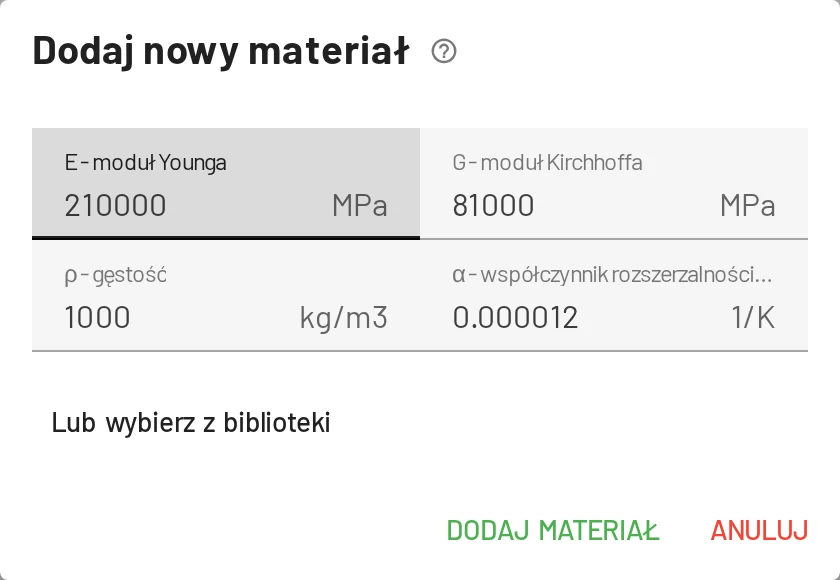 Dodaj nowy materiał ?
E - moduł Younga
210000 MPa
G - moduł Kirchhoffa
81000 MPa
ρ - gęstość
1000 kg/m3
α - współczynnik rozszerzalności...
0.000012 1/K
Lub wybierz z biblioteki
DODAJ MATERIAŁ ANULUJ